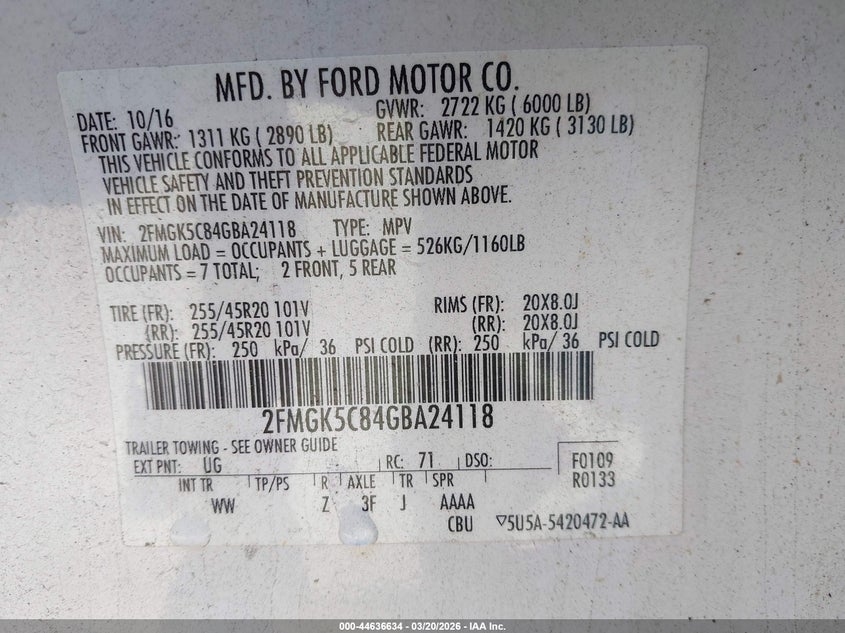 MFD. BY FORD MOTOR CO.
DATE: 10/16 GVWR: 2722 KG ( 6000 LB)
FRONT GAWR: 1311 KG ( 2890 LB) REAR GAWR: 1420 KG ( 3130 LB)
THIS VEHICLE CONFORMS TO ALL APPLICABLE FEDERAL MOTOR
VEHICLE SAFETY AND THEFT PREVENTION STANDARDS
IN EFFECT ON THE DATE OF MANUFACTURE SHOWN ABOVE.
VIN: 2FMGK5C84GBA24118 TYPE: MPV
MAXIMUM LOAD = OCCUPANTS + LUGGAGE = 526KG/1160LB
OCCUPANTS = 7 TOTAL; 2 FRONT, 5 REAR
TIRE (FR): 255/45R20 101V RIMS (FR): 20X8.0J
(RR): 255/45R20 101V (RR): 20X8.0J
PRESSURE (FR): 250 kPa/ 36 PSI COLD (RR): 250 kPa/ 36 PSI COLD
2FMGK5C84GBA24118
TRAILER TOWING - SEE OWNER GUIDE
EXT PNT: UG RC: 71 DSO: F0109
INT TR TP/PS R AXLE TR SPR R0133
WW Z 3F J AAAA
CBU ▽5U5A-5420472-AA
000-44636634 — 03/20/2026 — IAA Inc.